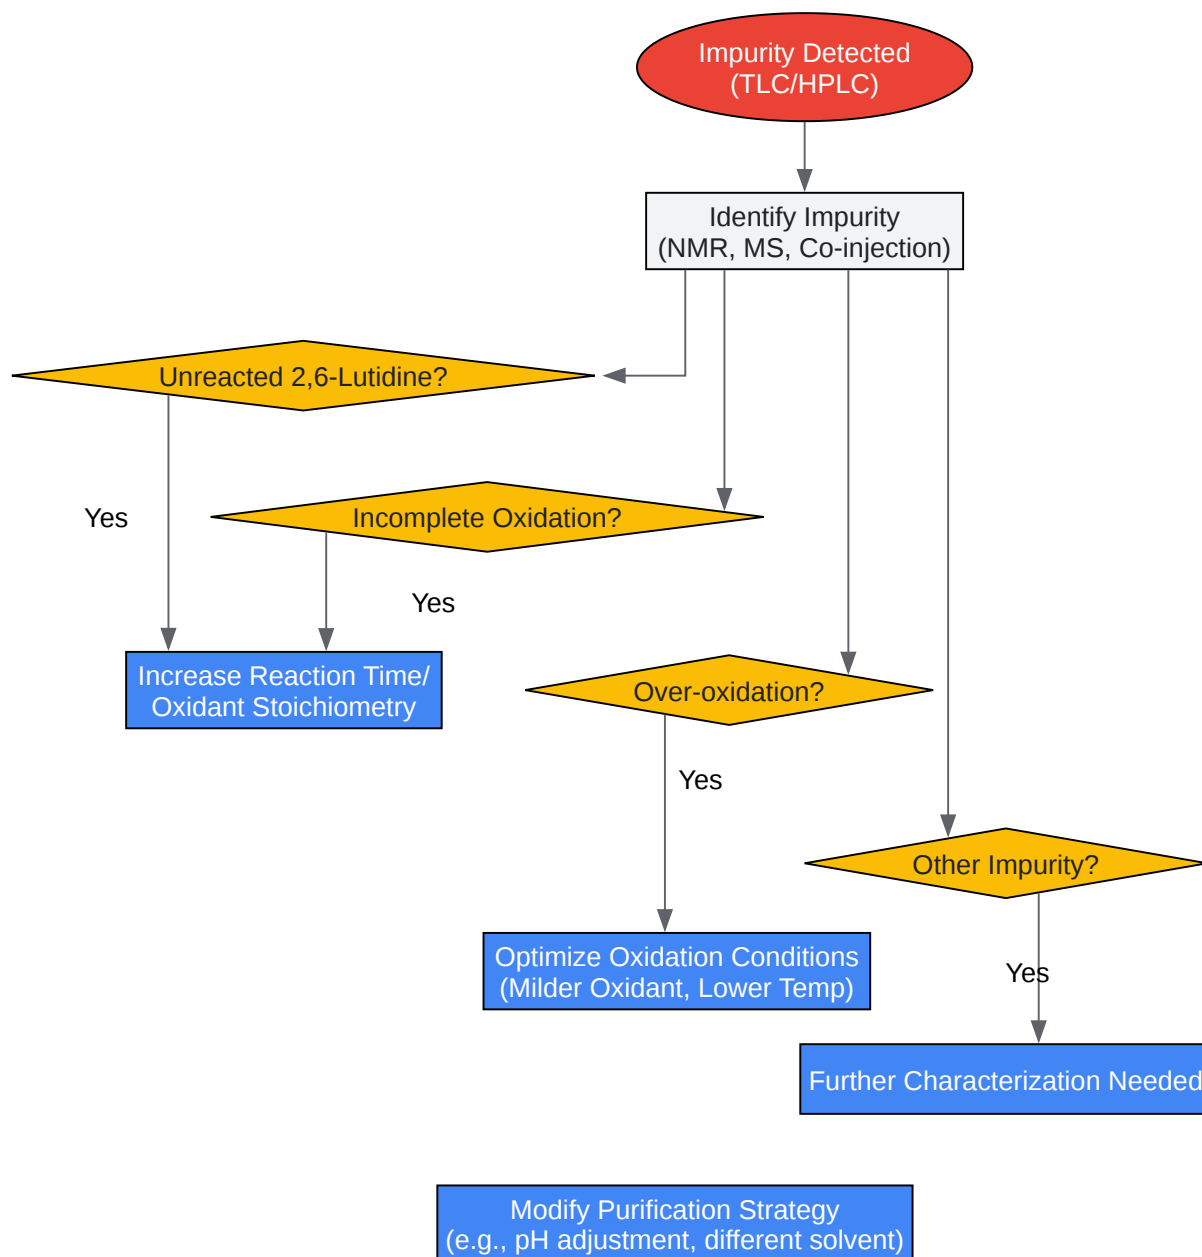 Impurity Detected
(TLC/HPLC)
Identify Impurity
(NMR, MS, Co-injection)
Unreacted 2,6-Lutidine?
Yes
Incomplete Oxidation?
Yes
Increase Reaction Time/
Oxidant Stoichiometry
Over-oxidation?
Yes
Other Impurity?
Optimize Oxidation Conditions
(Milder Oxidant, Lower Temp)
Yes
Further Characterization Needed
Modify Purification Strategy
(e.g., pH adjustment, different solvent)